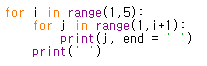 for i in range(1,5):
    for j in range(1,i+1):
        print(j, end = ' ')
    print(' ')